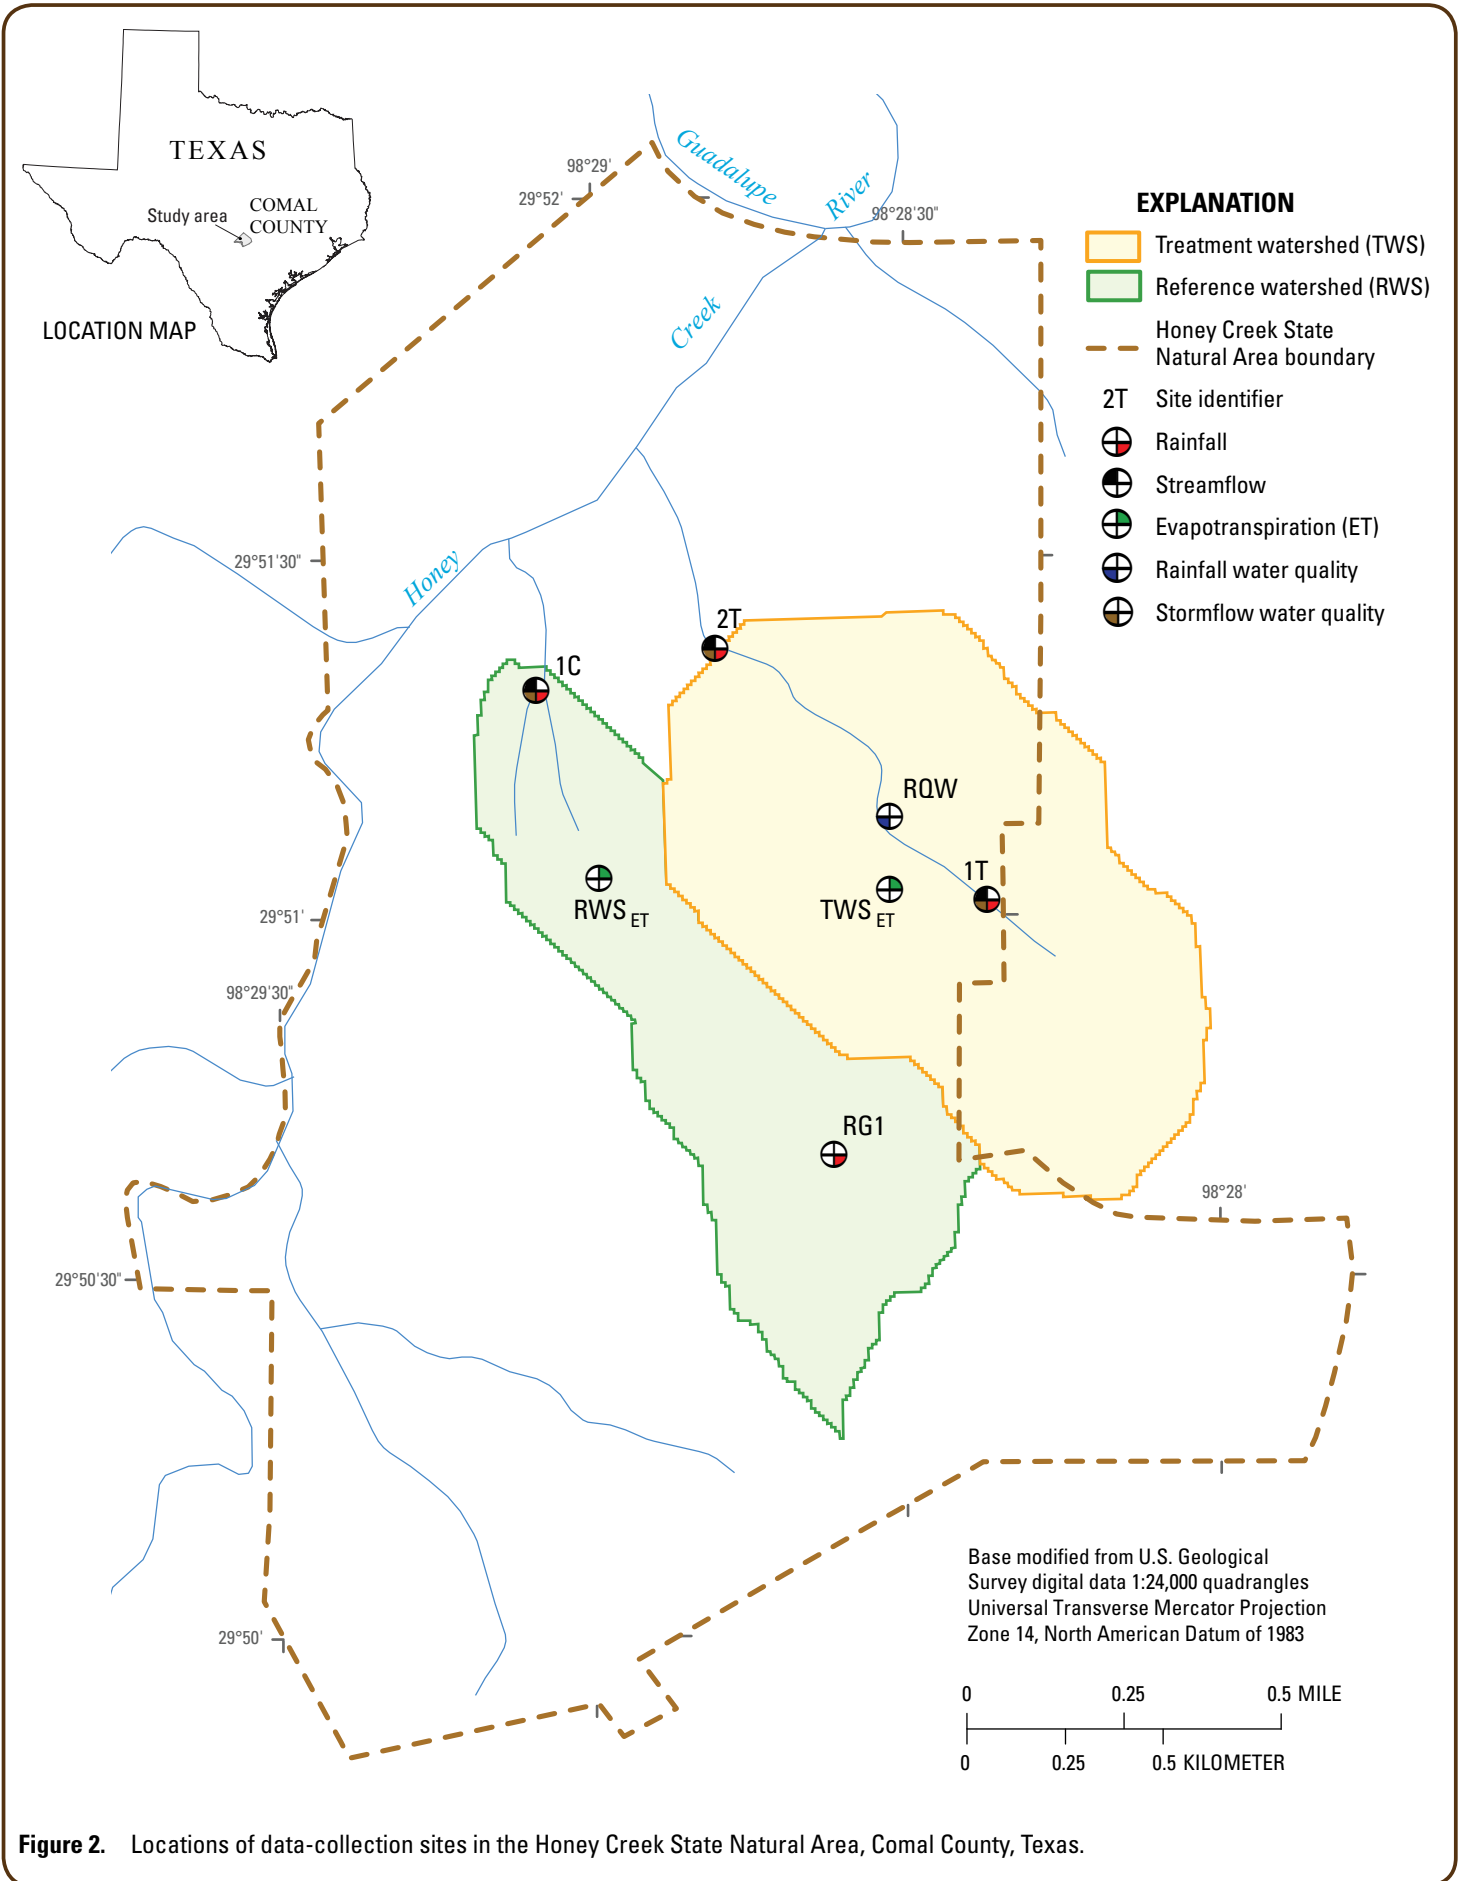 TEXAS
Study area
COMAL
COUNTY
LOCATION MAP
Guadalupe
River
Creek
Honey
98°29'
29°52'
98°28'30"
29°51'30"
29°51'
98°29'30"
29°50'30"
29°50'
98°28'
2T
1C
RQW
1T
RWS ET
TWS ET
RG1
EXPLANATION
Treatment watershed (TWS)
Reference watershed (RWS)
Honey Creek State
Natural Area boundary
2T Site identifier
Rainfall
Streamflow
Evapotranspiration (ET)
Rainfall water quality
Stormflow water quality
Base modified from U.S. Geological
Survey digital data 1:24,000 quadrangles
Universal Transverse Mercator Projection
Zone 14, North American Datum of 1983
0 0.25 0.5 MILE
0 0.25 0.5 KILOMETER
Figure 2. Locations of data-collection sites in the Honey Creek State Natural Area, Comal County, Texas.